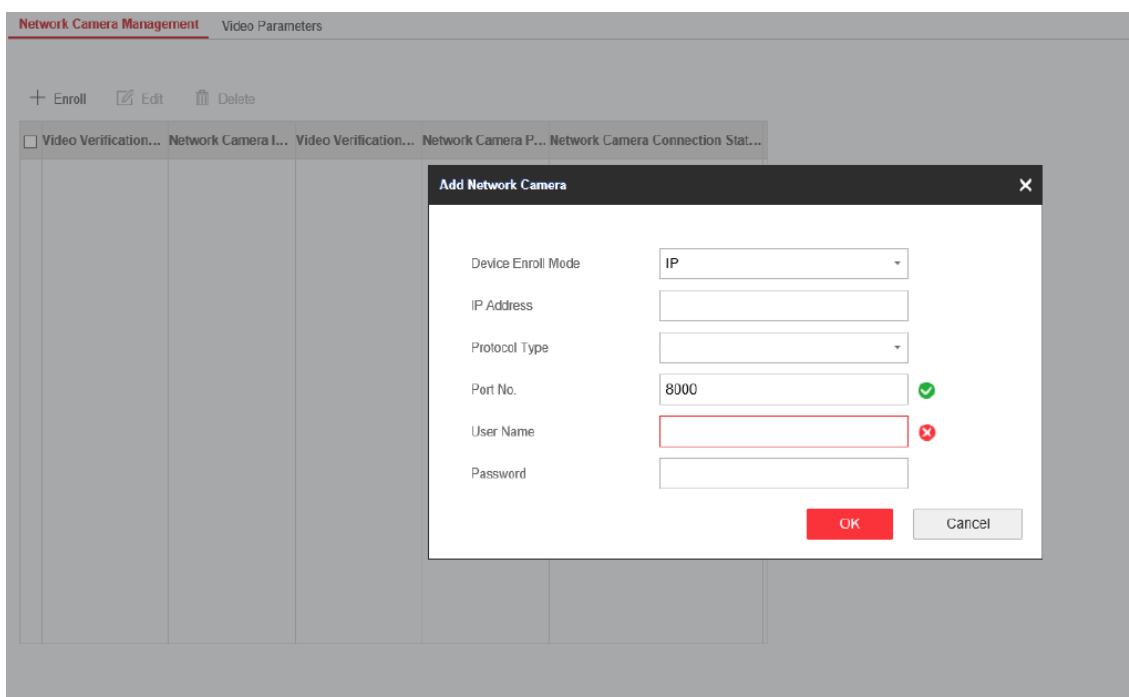 Network Camera Management Video Parameters
Enroll Edit Delete
Video Verification... Network Camera I... Video Verification... Network Camera P... Network Camera Connection Stat...
Add Network Camera
Device Enroll Mode IP
IP Address
Protocol Type
Port No. 8000
User Name
Password
OK Cancel